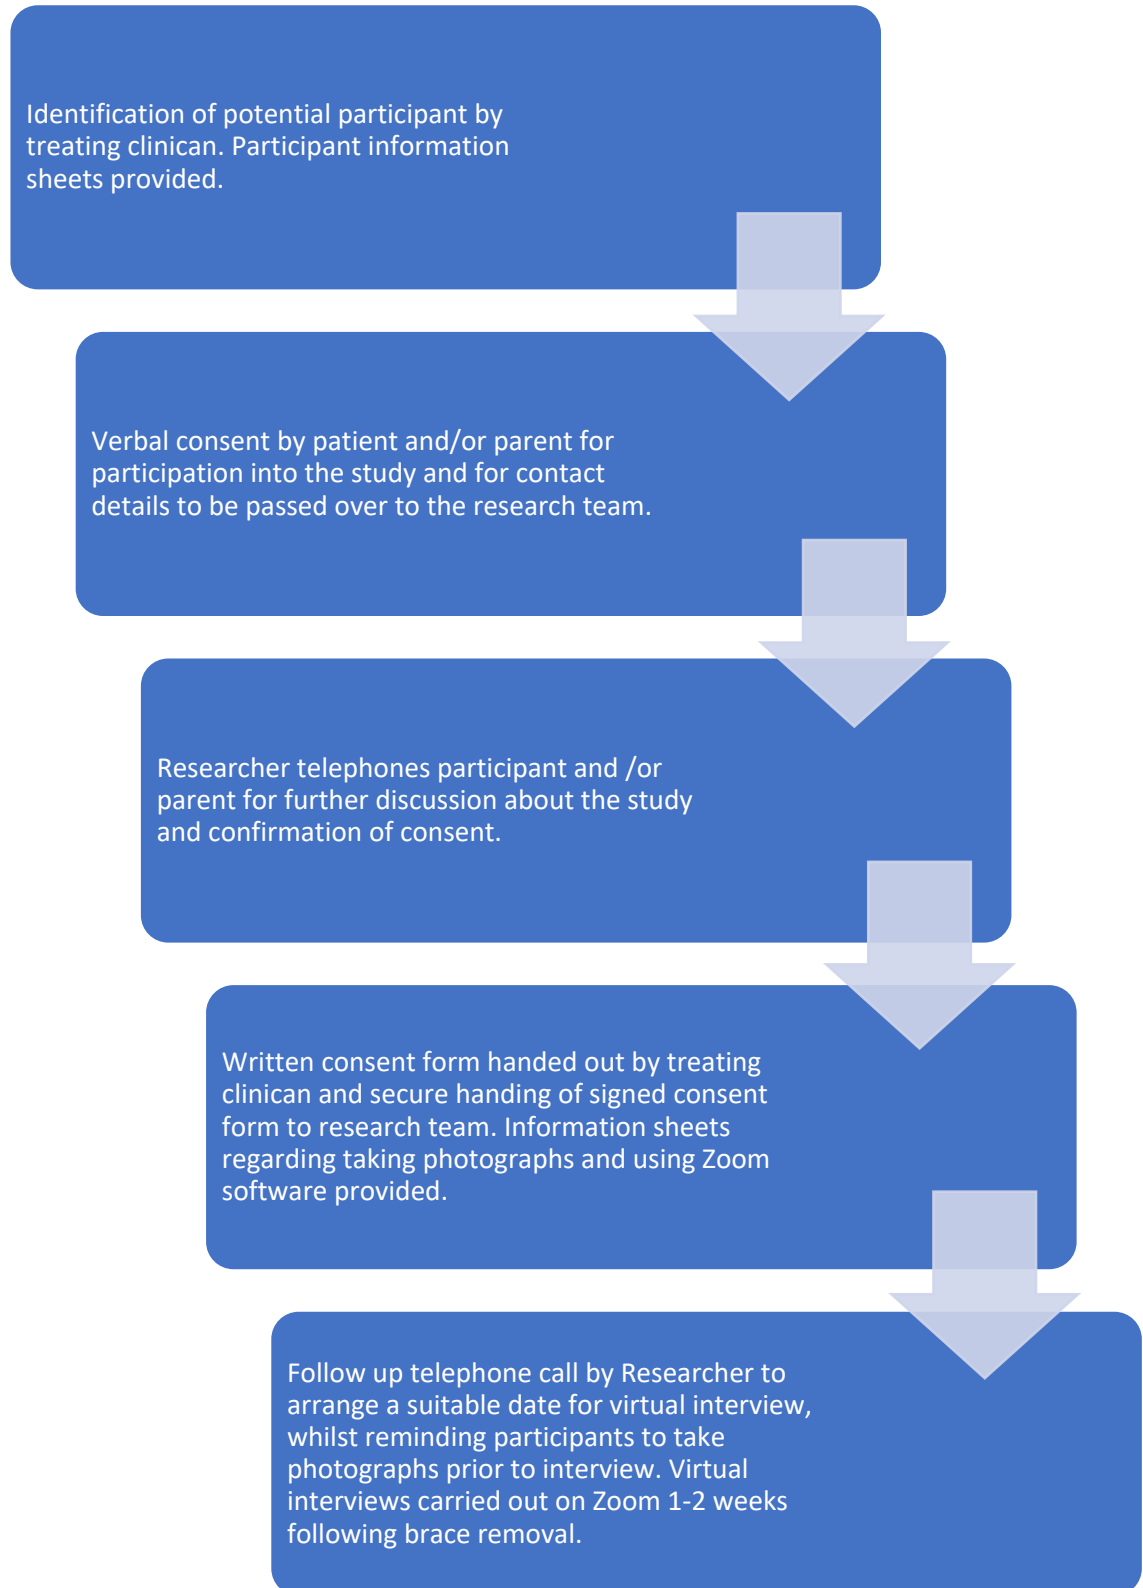 Identification of potential participant by
treating clinican. Participant information
sheets provided.
Verbal consent by patient and/or parent for
participation into the study and for contact
details to be passed over to the research team.
Researcher telephones participant and /or
parent for further discussion about the study
and confirmation of consent.
Written consent form handed out by treating
clinican and secure handing of signed consent
form to research team. Information sheets
regarding taking photographs and using Zoom
software provided.
Follow up telephone call by Researcher to
arrange a suitable date for virtual interview,
whilst reminding participants to take
photographs prior to interview. Virtual
interviews carried out on Zoom 1-2 weeks
following brace removal.